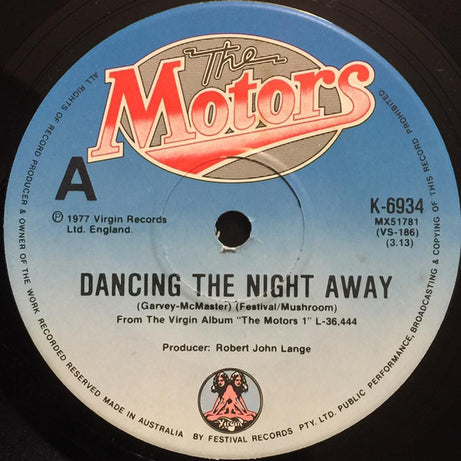 The
Motors
A
K-6934
MX51781
(VS-186)
(3.13)
℗ 1977 Virgin Records
Ltd. England.
DANCING THE NIGHT AWAY
(Garvey-McMaster) (Festival/Mushroom)
From The Virgin Album "The Motors 1" L-36,444
Producer: Robert John Lange
Virgin
ALL RIGHTS OF RECORD PRODUCER & OWNER OF THE WORK RECORDED RESERVED MADE IN AUSTRALIA BY FESTIVAL RECORDS PTY. LTD. PUBLIC PERFORMANCE, BROADCASTING & COPYING OF THIS RECORD PROHIBITED